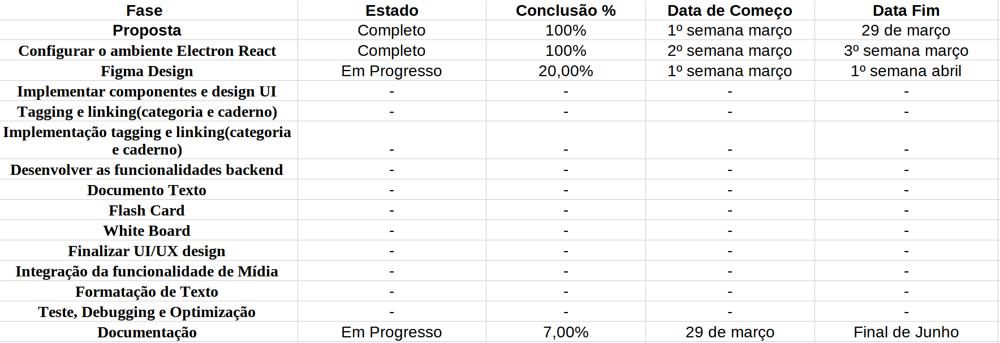 Fase Estado Conclusão % Data de Começo Data Fim
Proposta Completo 100% 1º semana março 29 de março
Configurar o ambiente Electron React Completo 100% 2º semana março 3º semana março
Figma Design Em Progresso 20,00% 1º semana março 1º semana abril
Implementar componentes e design UI - - - -
Tagging e linking(categoria e caderno) - - - -
Implementação tagging e linking(categoria
e caderno) - - - -
Desenvolver as funcionalidades backend - - - -
Documento Texto - - - -
Flash Card - - - -
White Board - - - -
Finalizar UI/UX design - - - -
Integração da funcionalidade de Mídia - - - -
Formatação de Texto - - - -
Teste, Debugging e Optimização - - - -
Documentação Em Progresso 7,00% 29 de março Final de Junho